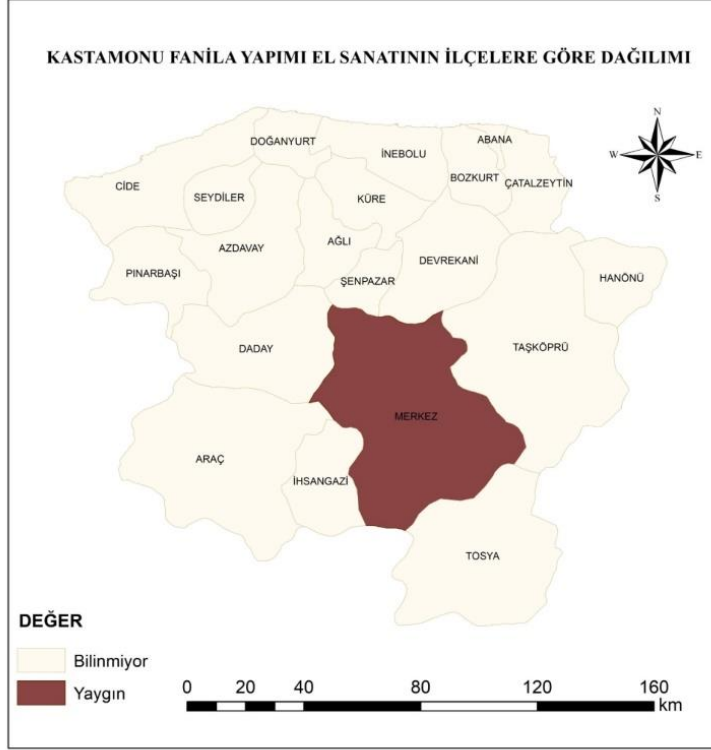 KASTAMONU FANİLA YAPIMI EL SANATININ İLÇELERE GÖRE DAĞILIMI
N
W
E
S
DOĞANYURT
İNEBOLU
ABANA
BOZKURT
ÇATALZEYTİN
CİDE
SEYDİLER
KÜRE
AZDAVAY
AĞLI
DEVREKANİ
PINARBAŞI
ŞENPAZAR
HANÖNÜ
DADAY
TAŞKÖPRÜ
MERKEZ
ARAÇ
İHSANGAZİ
TOSYA
DEĞER
Bilinmiyor
Yaygın
0 20 40 80 120 160
km